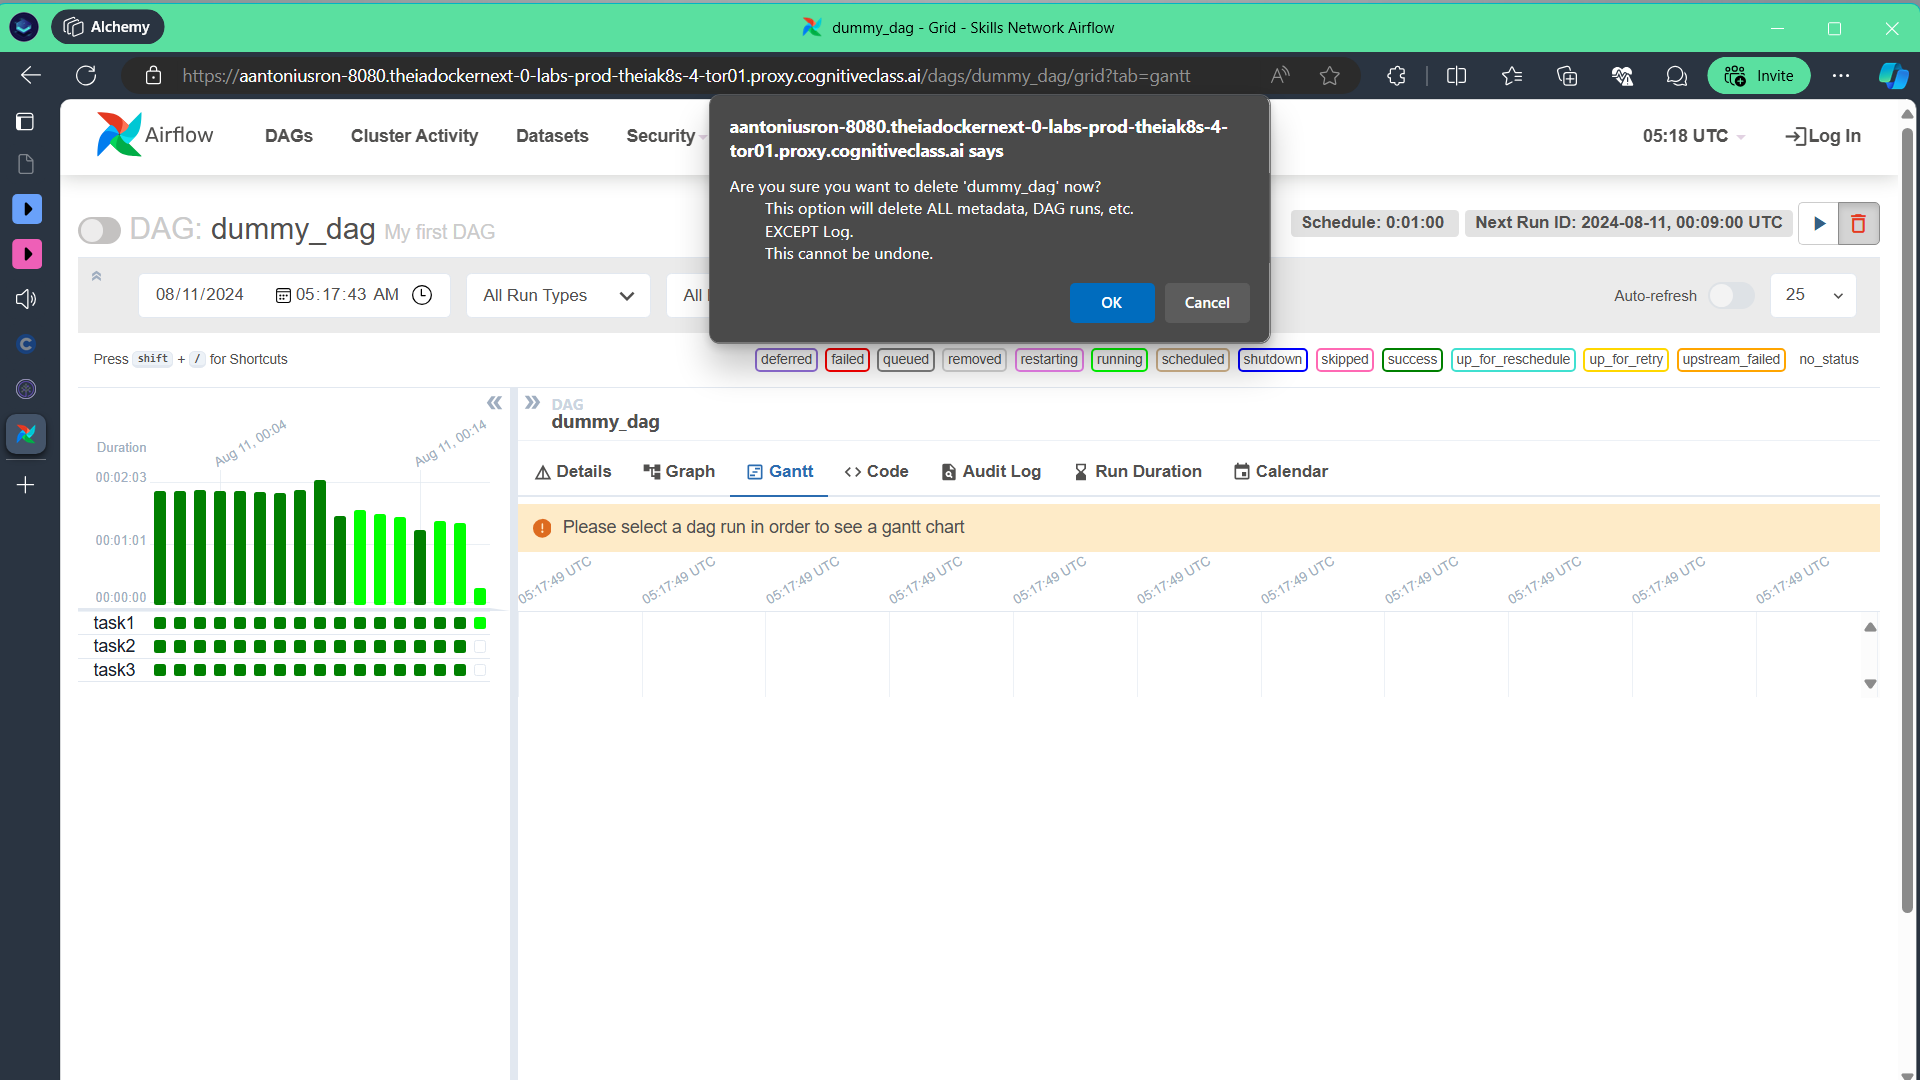 Alchemy
dummy_dag - Grid - Skills Network Airflow
https://aantoniusron-8080.theiadockernext-0-labs-prod-theiak8s-4-tor01.proxy.cognitiveclass.ai/dags/dummy_dag/grid?tab=gantt
Invite
Airflow
DAGs
Cluster Activity
Datasets
Security
05:18 UTC
Log In
aantoniusron-8080.theiadockernext-0-labs-prod-theiak8s-4-
tor01.proxy.cognitiveclass.ai says
Are you sure you want to delete 'dummy_dag' now?
This option will delete ALL metadata, DAG runs, etc.
EXCEPT Log.
This cannot be undone.
OK
Cancel
DAG: dummy_dag My first DAG
Schedule: 0:01:00
Next Run ID: 2024-08-11, 00:09:00 UTC
08/11/2024 05:17:43 AM
All Run Types
All
Auto-refresh
25
Press shift + / for Shortcuts
deferred
failed
queued
removed
restarting
running
scheduled
shutdown
skipped
success
up_for_reschedule
up_for_retry
upstream_failed
no_status
Duration
Aug 11, 00:04
Aug 11, 00:14
00:02:03
00:01:01
00:00:00
task1
task2
task3
DAG
dummy_dag
Details
Graph
Gantt
Code
Audit Log
Run Duration
Calendar
Please select a dag run in order to see a gantt chart
05:17:49 UTC
05:17:49 UTC
05:17:49 UTC
05:17:49 UTC
05:17:49 UTC
05:17:49 UTC
05:17:49 UTC
05:17:49 UTC
05:17:49 UTC
05:17:49 UTC
05:17:49 UTC